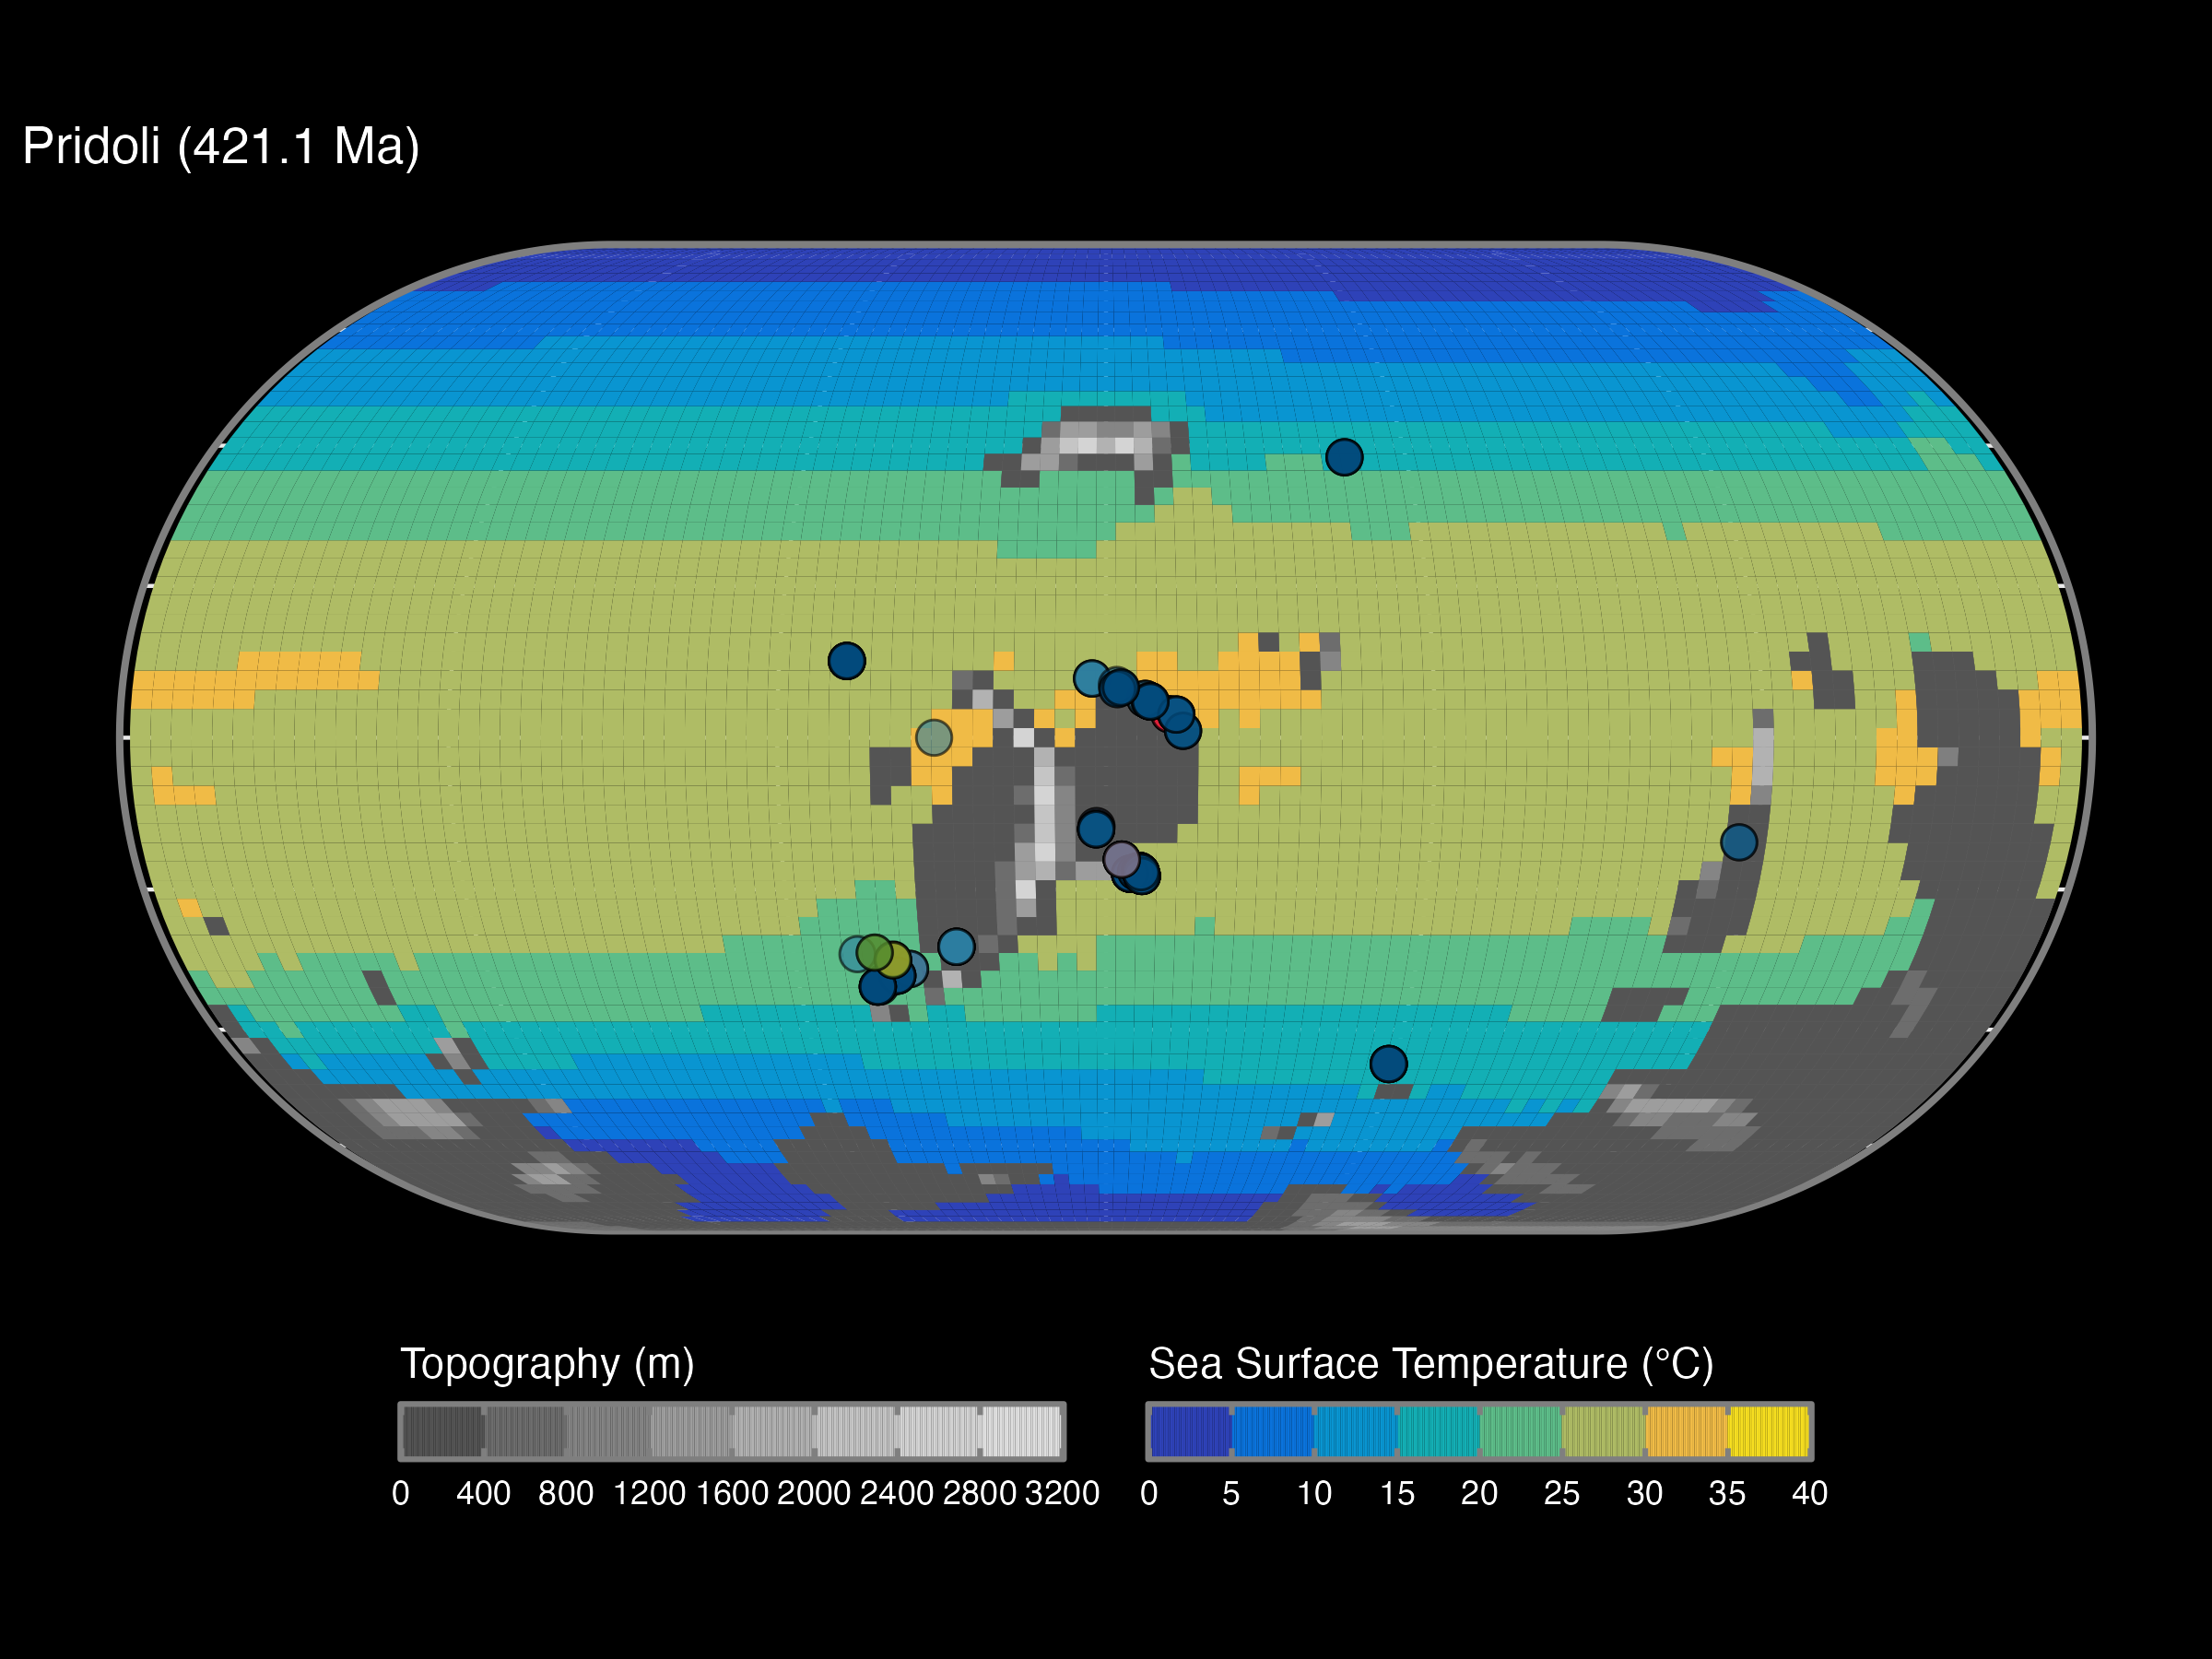 Pridoli (421.1 Ma)
Topography (m)
0 400 800 1200 1600 2000 2400 2800 3200
Sea Surface Temperature (°C)
0 5 10 15 20 25 30 35 40